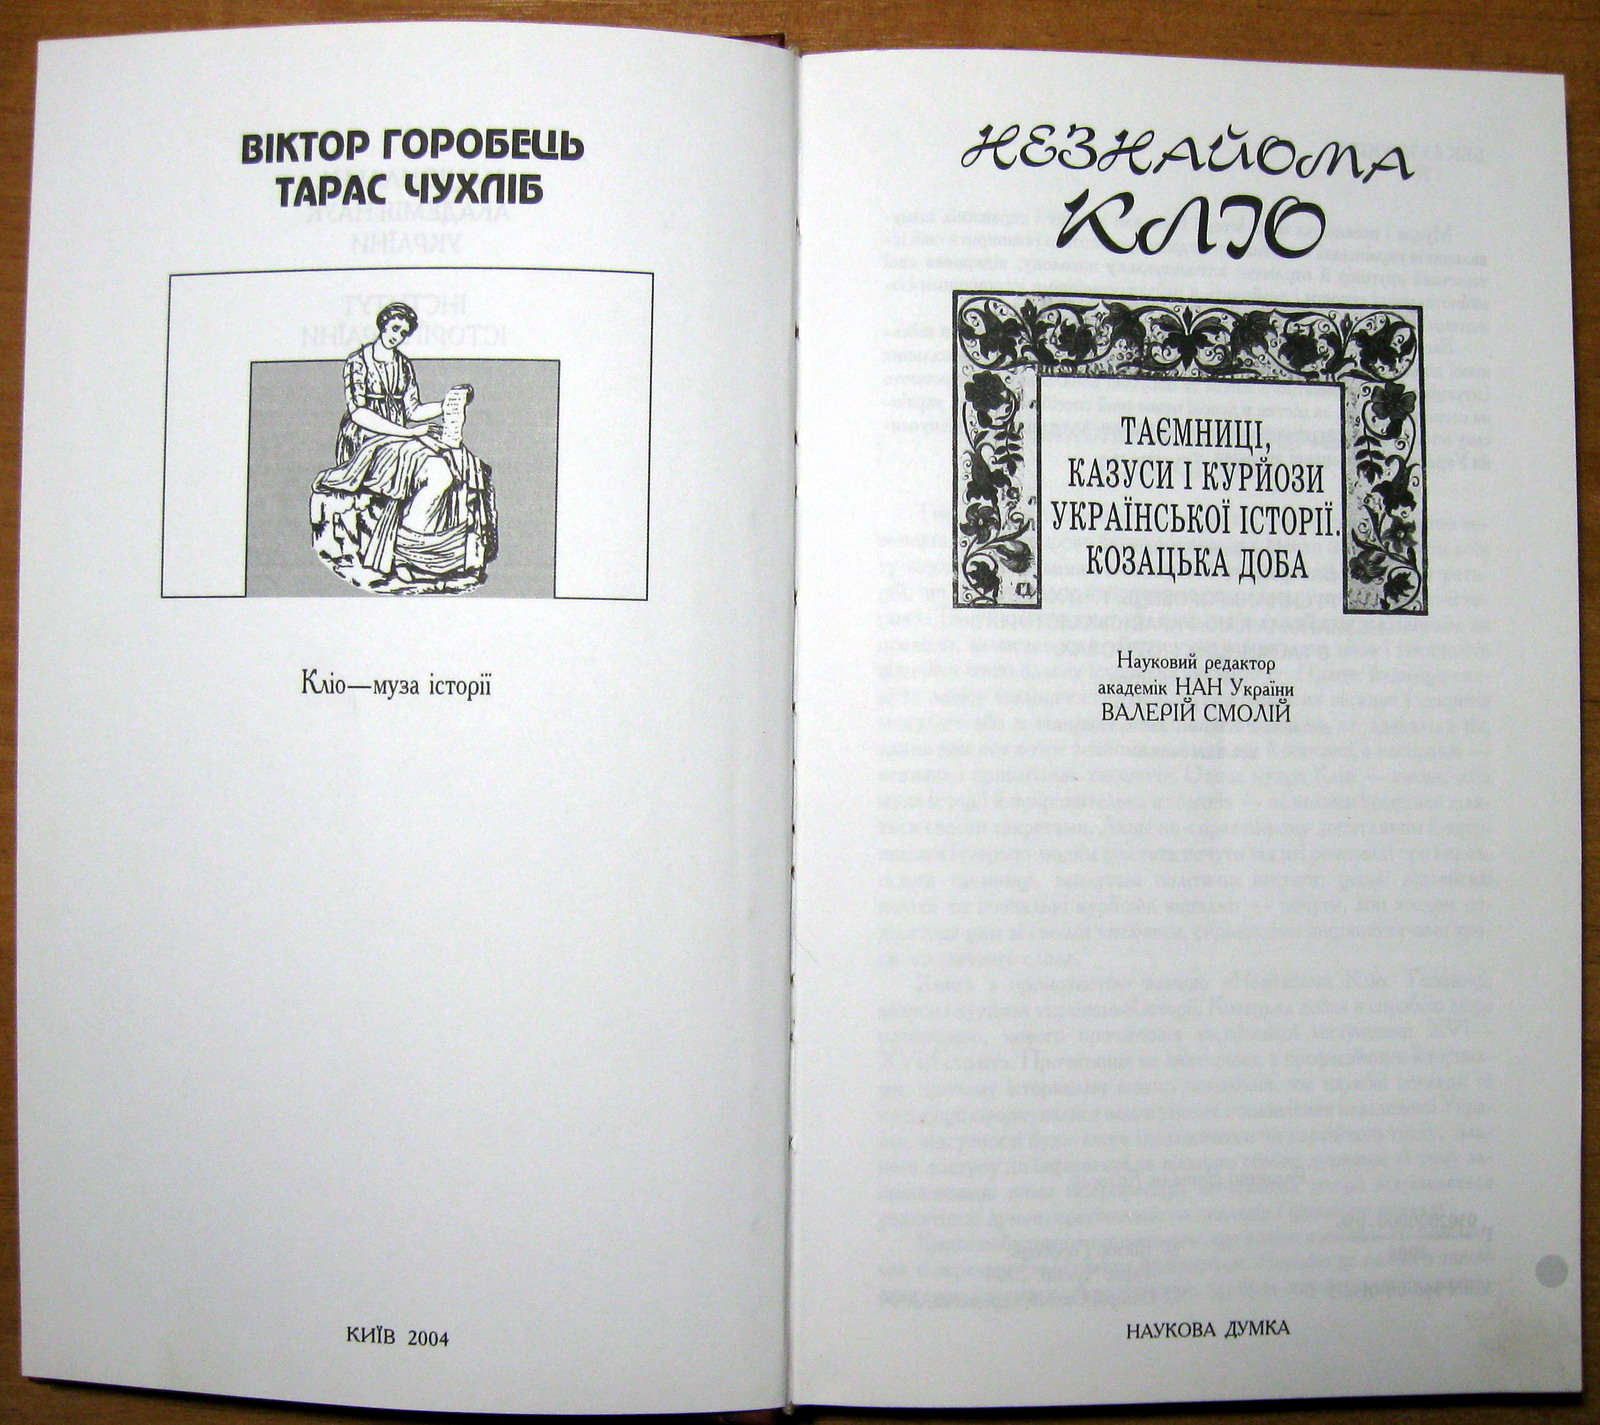 ВІКТОР ГОРОБЕЦЬ
ТАРАС ЧУХЛІБ
Кліо—муза історії
КИЇВ 2004
НЕЗНАЙОМА
КЛІО
ТАЄМНИЦІ,
КАЗУСИ І КУРЙОЗИ
УКРАЇНСЬКОЇ ІСТОРІЇ.
КОЗАЦЬКА ДОБА
Науковий редактор
академік НАН України
ВАЛЕРІЙ СМОЛІЙ
НАУКОВА ДУМКА